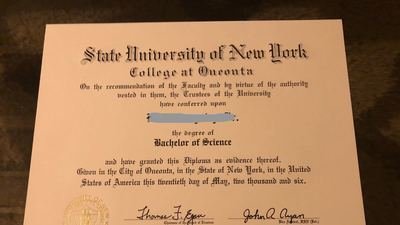 State University of New York
College at Oneonta
On the recommendation of the Faculty and by virtue of the authority
vested in them, the Trustees of the University
have conferred upon
the degree of
Bachelor of Science
and have granted this Diploma as evidence thereof.
Given in the City of Oneonta, in the State of New York, in the United
States of America this twentieth day of May, two thousand and six.
Thomas F. Egan